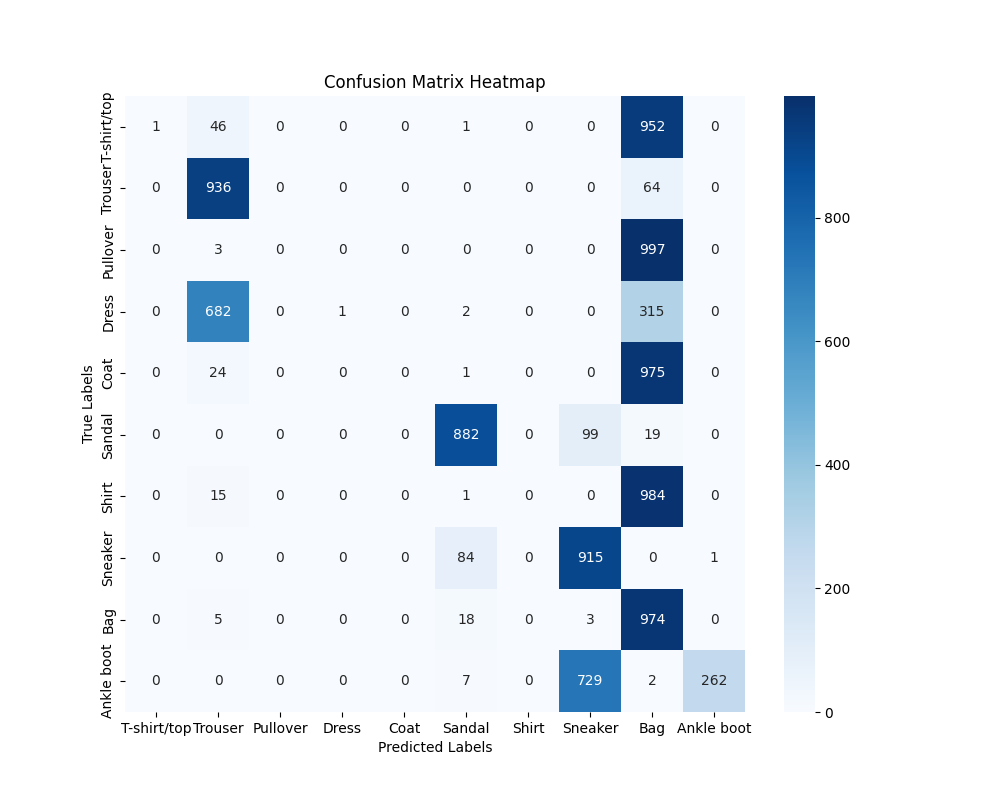 Confusion Matrix Heatmap
T-shirt/top 1 46 0 0 0 1 0 0 952 0
Trouser 0 936 0 0 0 0 0 0 64 0
Pullover 0 3 0 0 0 0 0 0 997 0
Dress 0 682 0 1 0 2 0 0 315 0
Coat 0 24 0 0 0 1 0 0 975 0
Sandal 0 0 0 0 0 882 0 99 19 0
Shirt 0 15 0 0 0 1 0 0 984 0
Sneaker 0 0 0 0 0 84 0 915 0 1
Bag 0 5 0 0 0 18 0 3 974 0
Ankle boot 0 0 0 0 0 7 0 729 2 262
T-shirt/top Trouser Pullover Dress Coat Sandal Shirt Sneaker Bag Ankle boot
Predicted Labels
True Labels
800
600
400
200
0